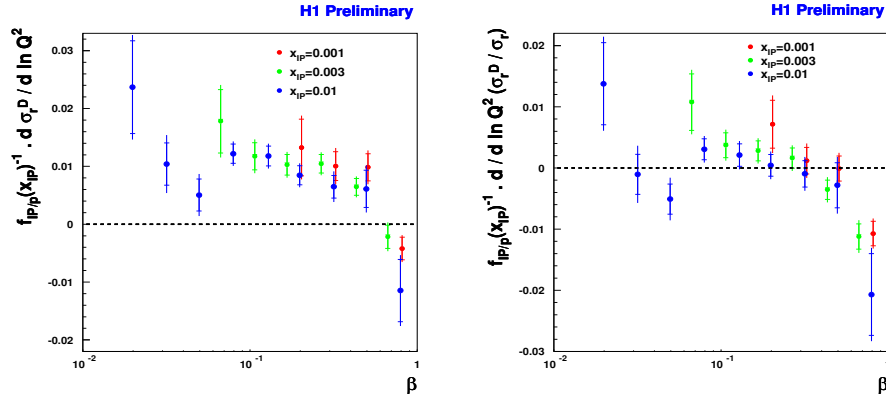 H1 Preliminary
f_IP/p(x_IP)^-1 . d σ_r^D / d ln Q^2
0.03
0.02
0.01
0
-0.01
-0.02
x_IP=0.001
x_IP=0.003
x_IP=0.01
10^-2
10^-1
1
β
H1 Preliminary
f_IP/p(x_IP)^-1 . d / d ln Q^2 (σ_r^D / σ_r)
0.02
0.01
0
-0.01
-0.02
-0.03
x_IP=0.001
x_IP=0.003
x_IP=0.01
10^-2
10^-1
1
β